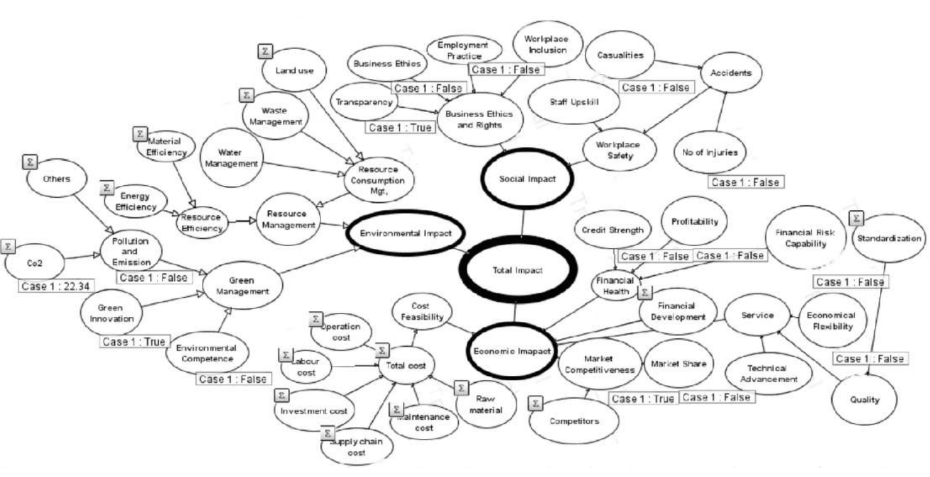 Σ
Land use
Σ
Waste
Management
Σ
Material
Efficiency
Water
Management
Σ
Others
Σ
Energy
Efficiency
Resource
Efficiency
Resource
Management
Resource
Consumption
Mgt,
Σ
Co2
Case 1 : 22.34
Pollution
and
Emission
Case 1 : False
Green
Management
Green
Innovation
Case 1 : True
Environmental
Competence
Case 1 : False
Environmental Impact
Business Ethics
Case 1 : False
Employment
Practice
Case 1 : False
Workplace
Inclusion
Transparency
Case 1 : True
Business Ethics
and Rights
Casualities
Case 1 : False
Accidents
Staff Upskill
Workplace
Safety
No of Injuries
Case 1 : False
Social Impact
Total Impact
Credit Strength
Case 1 : False
Profitability
Case 1 : False
Financial Risk
Capability
Σ
Standardization
Case 1 : False
Financial
Health
Σ
Financial
Development
Service
Economical
Flexibility
Case 1 : False
Technical
Advancement
Quality
Economic Imapact
Market
Competitiveness
Market Share
Case 1 : True
Case 1 : False
Σ
Competitors
Cost
Feasibility
Σ
Operation
cost
Σ
Labour
cost
Σ
Total cost
Σ
Investment cost
Σ
Supply chain
cost
Σ
Maintenance
cost
Σ
Raw
material